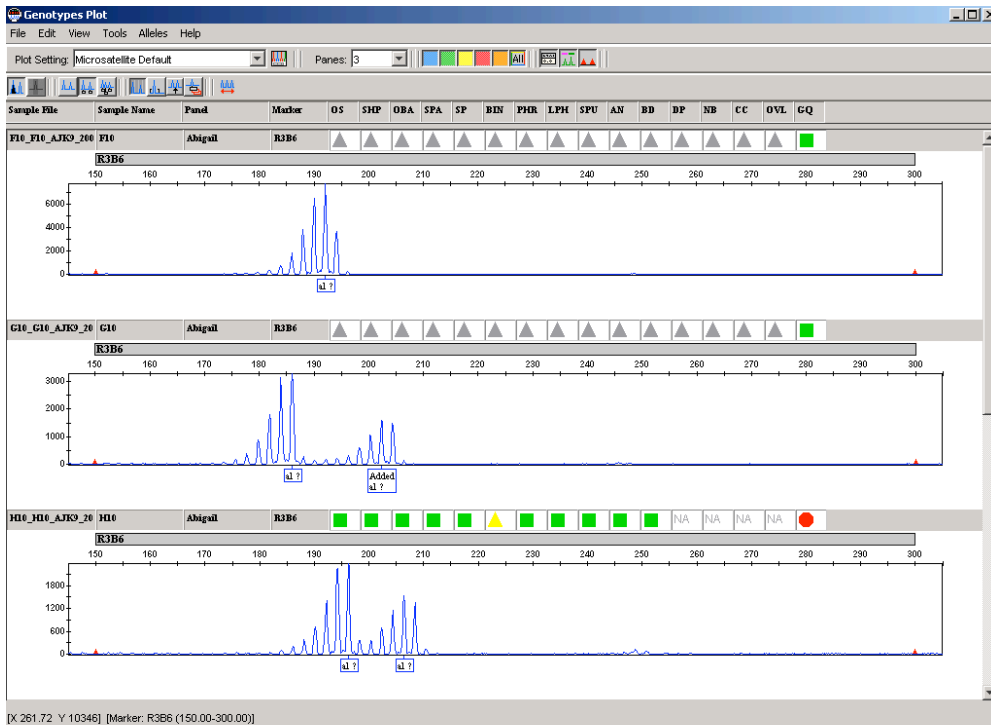 Genotypes Plot
File Edit View Tools Alleles Help
Plot Setting: Microsatellite Default Panes: 3 All
Sample File Sample Name Panel Marker OS SHP OBA SPA SP BIN PHR LPH SPU AN BD DP NB CC OVL GQ
F10_F10_AJK9_200 F10 Abigail R3B6
R3B6
150 160 170 180 190 200 210 220 230 240 250 260 270 280 290 300
6000
4000
2000
0
al ?
G10_G10_AJK9_20 G10 Abigail R3B6
R3B6
150 160 170 180 190 200 210 220 230 240 250 260 270 280 290 300
3000
2000
1000
0
al ? Added
al ?
H10_H10_AJK9_20 H10 Abigail R3B6 NA NA NA NA
R3B6
150 160 170 180 190 200 210 220 230 240 250 260 270 280 290 300
1800
1200
600
0
al ? al ?
[X 261.72 Y 10346] [Marker: R3B6 (150.00-300.00)]